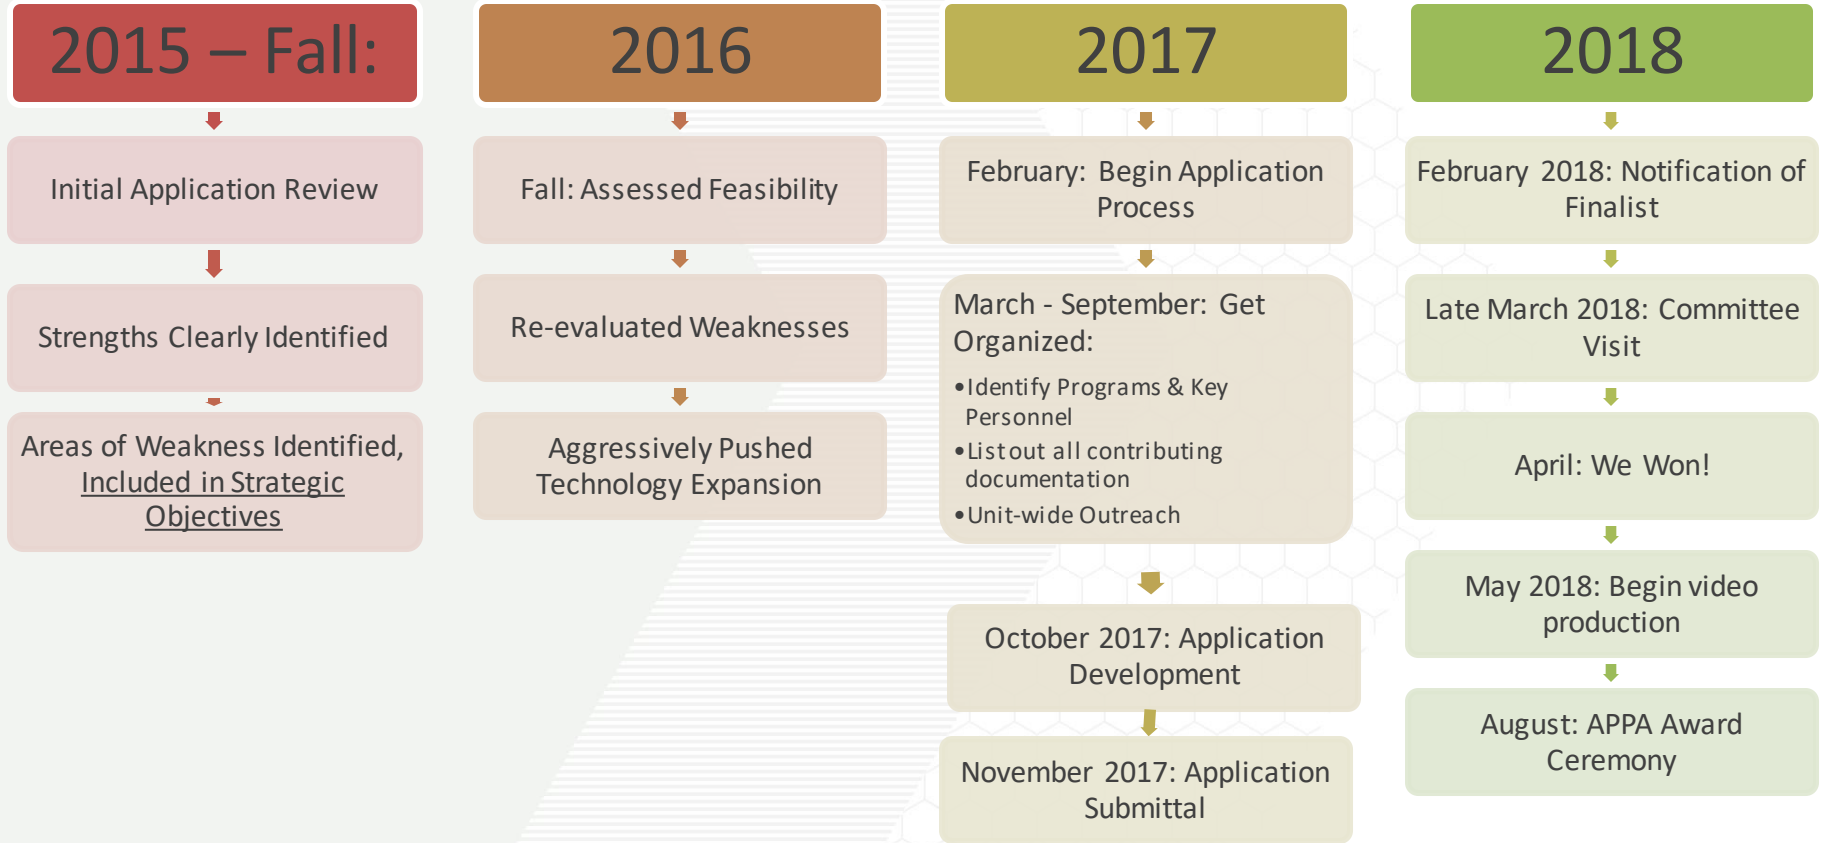 2015 – Fall:
Initial Application Review
Strengths Clearly Identified
Areas of Weakness Identified,
Included in Strategic
Objectives
2016
Fall: Assessed Feasibility
Re-evaluated Weaknesses
Aggressively Pushed
Technology Expansion
2017
February: Begin Application
Process
March - September: Get
Organized:
•Identify Programs & Key
Personnel
•List out all contributing
documentation
•Unit-wide Outreach
October 2017: Application
Development
November 2017: Application
Submittal
2018
February 2018: Notification of
Finalist
Late March 2018: Committee
Visit
April: We Won!
May 2018: Begin video
production
August: APPA Award
Ceremony